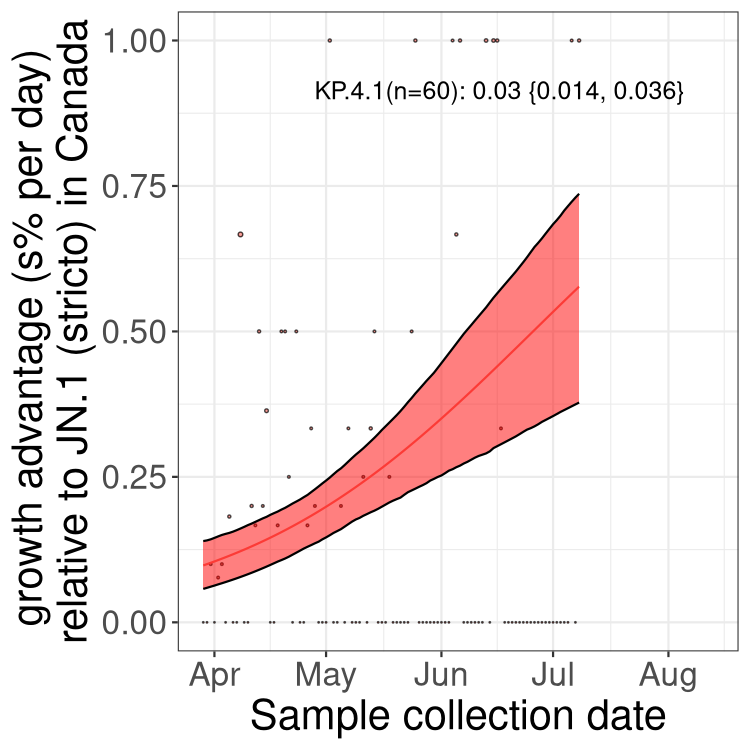 growth advantage (s% per day)
relative to JN.1 (stricto) in Canada
1.00
0.75
0.50
0.25
0.00
KP.4.1(n=60): 0.03 {0.014, 0.036}
Apr May Jun Jul Aug
Sample collection date